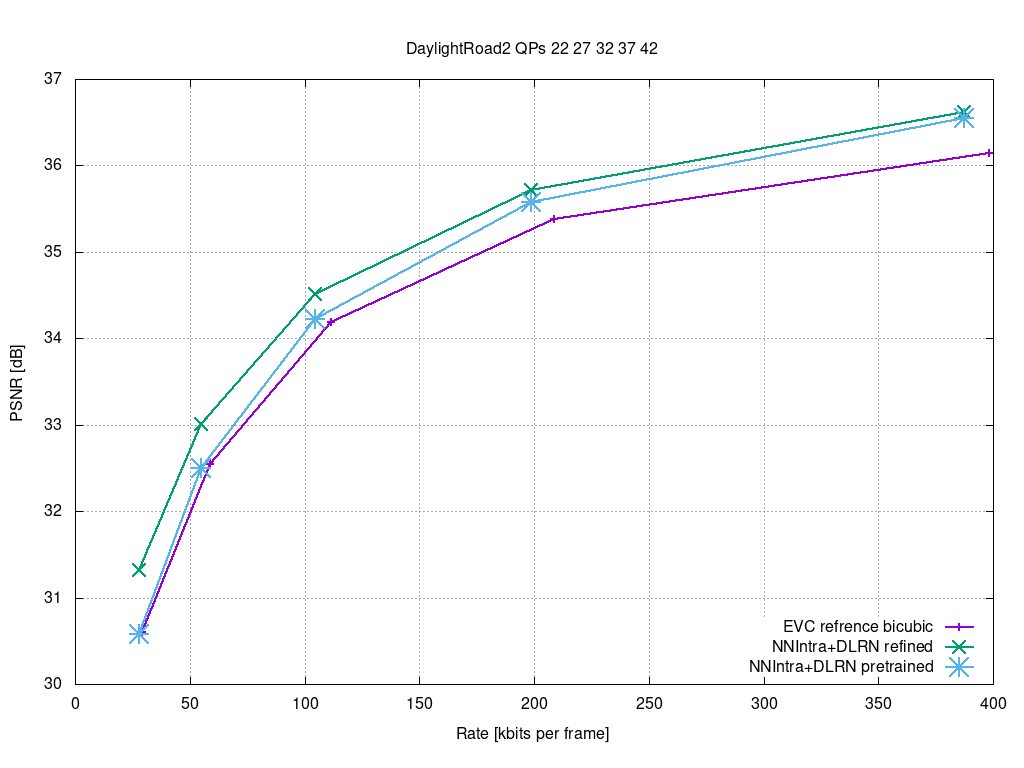 DaylightRoad2 QPs 22 27 32 37 42
37
36
35
34
33
32
31
30
PSNR [dB]
EVC refrence bicubic
NNIntra+DLRN refined
NNIntra+DLRN pretrained
0 50 100 150 200 250 300 350 400
Rate [kbits per frame]